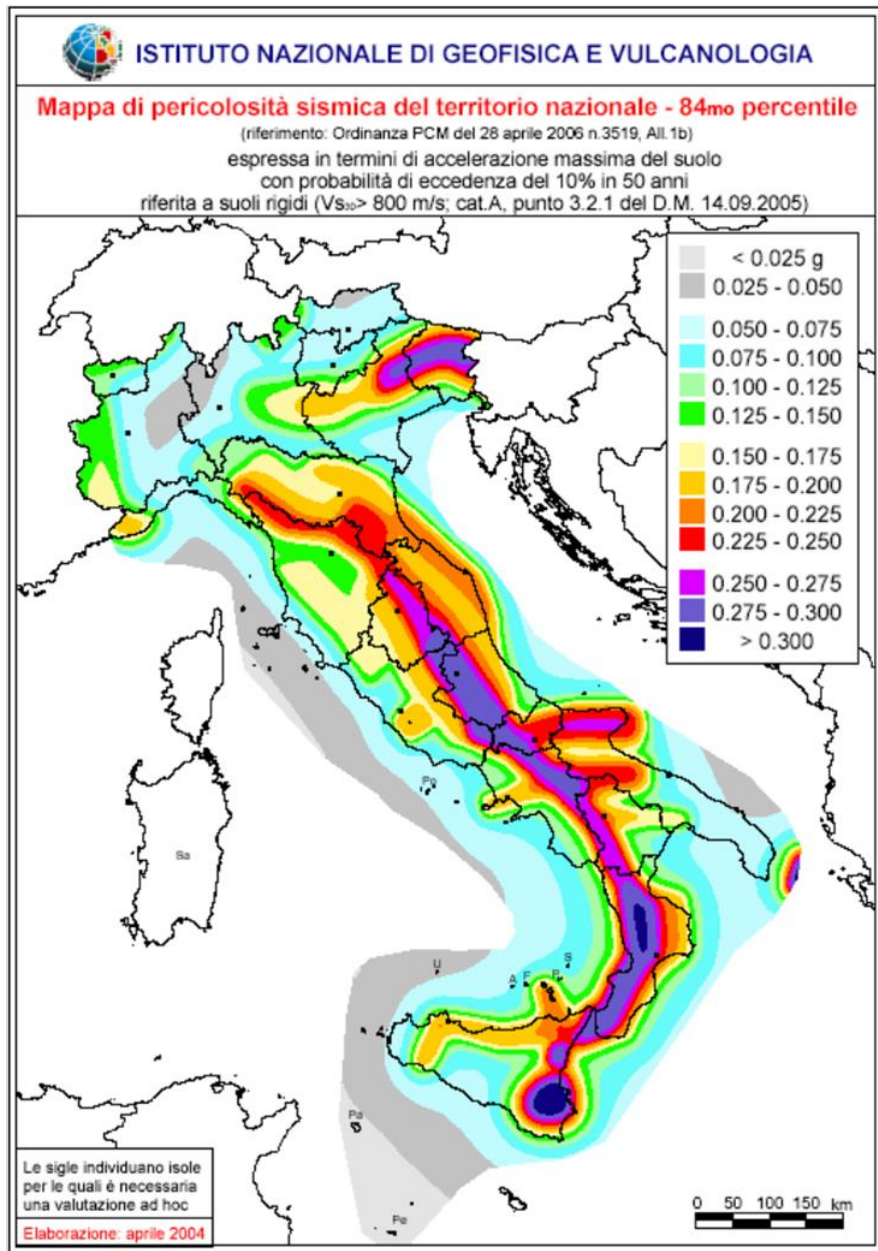 ISTITUTO NAZIONALE DI GEOFISICA E VULCANOLOGIA
Mappa di pericolosità sismica del territorio nazionale - 84mo percentile
(riferimento: Ordinanza PCM del 28 aprile 2006 n.3519, All.1b)
espressa in termini di accelerazione massima del suolo
con probabilità di eccedenza del 10% in 50 anni
riferita a suoli rigidi (Vs30> 800 m/s; cat.A, punto 3.2.1 del D.M. 14.09.2005)
< 0.025 g
0.025 - 0.050
0.050 - 0.075
0.075 - 0.100
0.100 - 0.125
0.125 - 0.150
0.150 - 0.175
0.175 - 0.200
0.200 - 0.225
0.225 - 0.250
0.250 - 0.275
0.275 - 0.300
> 0.300
Po
Sa
U
A
F
P
S
Pa
Pe
Le sigle individuano isole
per le quali è necessaria
una valutazione ad hoc
Elaborazione: aprile 2004
0 50 100 150 km